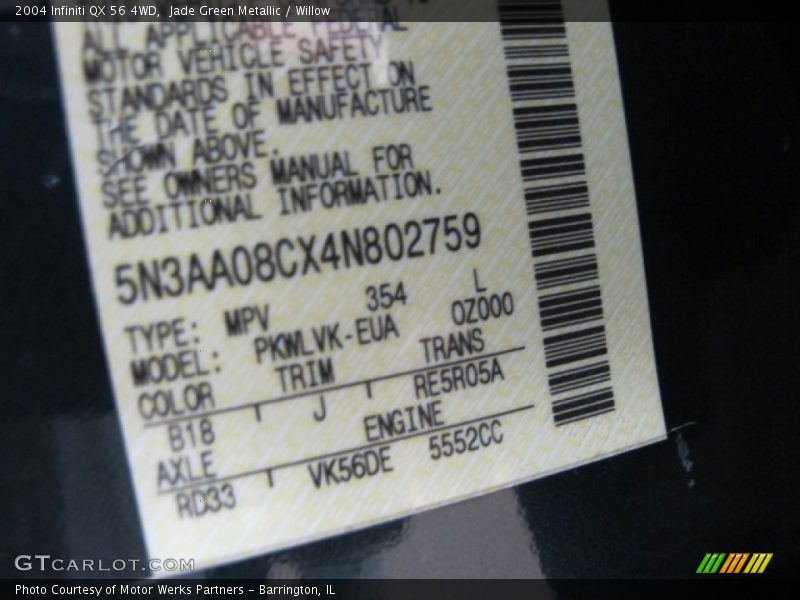 2004 Infiniti QX 56 4WD, Jade Green Metallic / Willow
ALL APPLICABLE FEDERAL
MOTOR VEHICLE SAFETY
STANDARDS IN EFFECT ON
THE DATE OF MANUFACTURE
SHOWN ABOVE.
SEE OWNERS MANUAL FOR
ADDITIONAL INFORMATION.
5N3AA08CX4N802759
TYPE: MPV 354 L
MODEL: PKWLVK-EUA 0Z000
COLOR TRIM TRANS
B18 J RE5R05A
AXLE ENGINE
RD33 VK56DE 5552CC
GTCARLOT.COM
Photo Courtesy of Motor Werks Partners - Barrington, IL